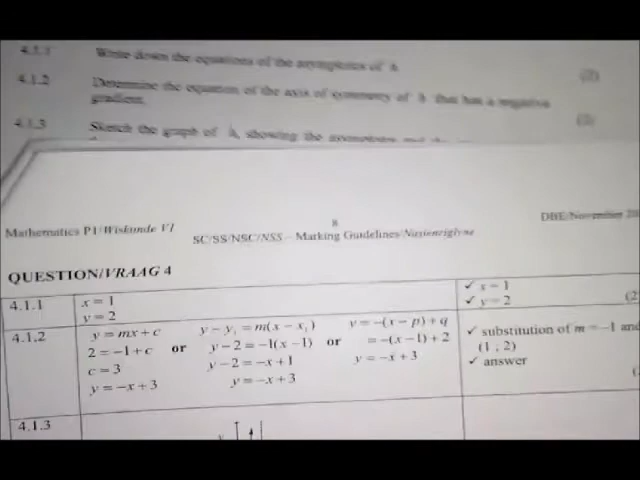 4.1.1 Write down the equations of the asymptotes of h
(2)
4.1.2 Determine the equation of the axis of symmetry of h that has a negative
gradient.
4.1.3 Sketch the graph of h, showing the asymptotes and the
Mathematics P1/Wiskunde V1
8
SC/SS/NSC/NSS – Marking Guidelines/Nasienriglyne
DBE/November
QUESTION/VRAAG 4
4.1.1 x = 1 ✓ x = 1
y = 2 ✓ y = 2 (2
4.1.2 y = mx + c y − y₁ = m(x − x₁) y = −(x − p) + q
2 = −1 + c or y − 2 = −1(x − 1) or = −(x − 1) + 2 ✓ substitution of m = −1 and
c = 3 y − 2 = −x + 1 y = −x + 3 (1 ; 2)
y = −x + 3 y = −x + 3 ✓ answer
4.1.3